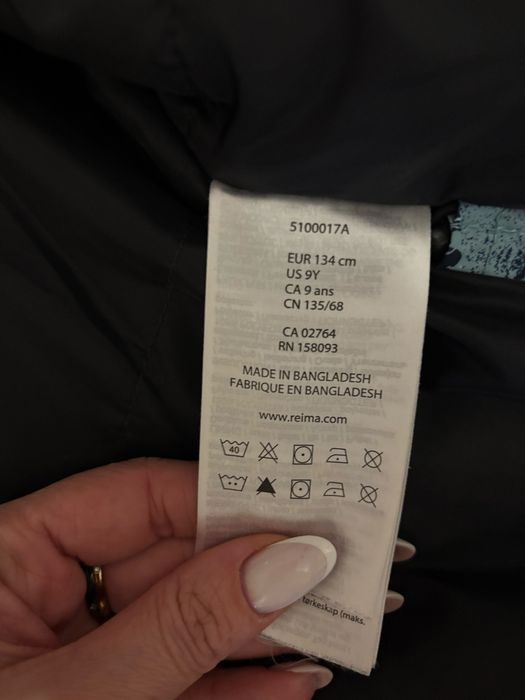 5100017A
EUR 134 cm
US 9Y
CA 9 ans
CN 135/68
CA 02764
RN 158093
MADE IN BANGLADESH
FABRIQUE EN BANGLADESH
www.reima.com
40
tørkeskap (maks.